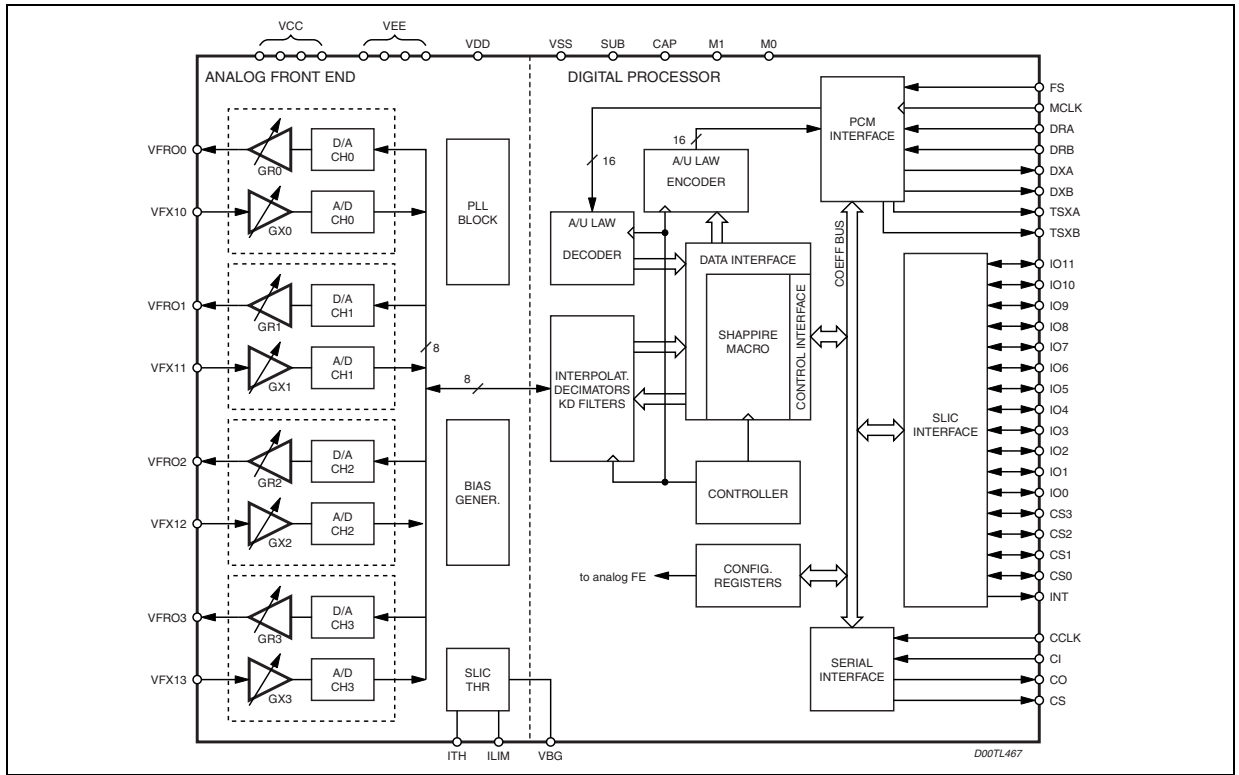 VCC
VEE
VDD
VSS
SUB
CAP
M1
M0
ANALOG FRONT END
DIGITAL PROCESSOR
VFRO0
GR0
D/A
CH0
VFX10
GX0
A/D
CH0
VFRO1
GR1
D/A
CH1
VFX11
GX1
A/D
CH1
VFRO2
GR2
D/A
CH2
VFX12
GX2
A/D
CH2
VFRO3
GR3
D/A
CH3
VFX13
GX3
A/D
CH3
PLL
BLOCK
8
8
BIAS
GENER.
SLIC
THR
ITH
ILIM
VBG
16
16
A/U LAW
ENCODER
A/U LAW
DECODER
DATA INTERFACE
SHAPPIRE
MACRO
CONTROL INTERFACE
INTERPOLAT.
DECIMATORS
KD FILTERS
CONTROLLER
to analog FE
CONFIG.
REGISTERS
PCM
INTERFACE
COEFF BUS
SLIC
INTERFACE
SERIAL
INTERFACE
FS
MCLK
DRA
DRB
DXA
DXB
TSXA
TSXB
IO11
IO10
IO9
IO8
IO7
IO6
IO5
IO4
IO3
IO2
IO1
IO0
CS3
CS2
CS1
CS0
INT
CCLK
CI
CO
CS
D00TL467